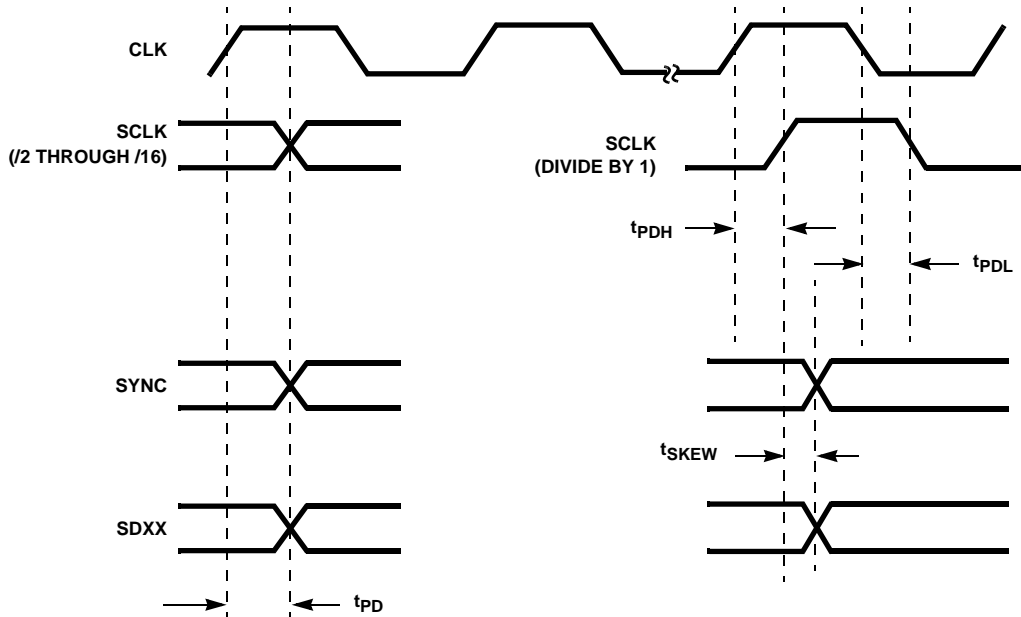 CLK
SCLK
(/2 THROUGH /16)
SCLK
(DIVIDE BY 1)
tPDH
tPDL
SYNC
tSKEW
SDXX
tPD